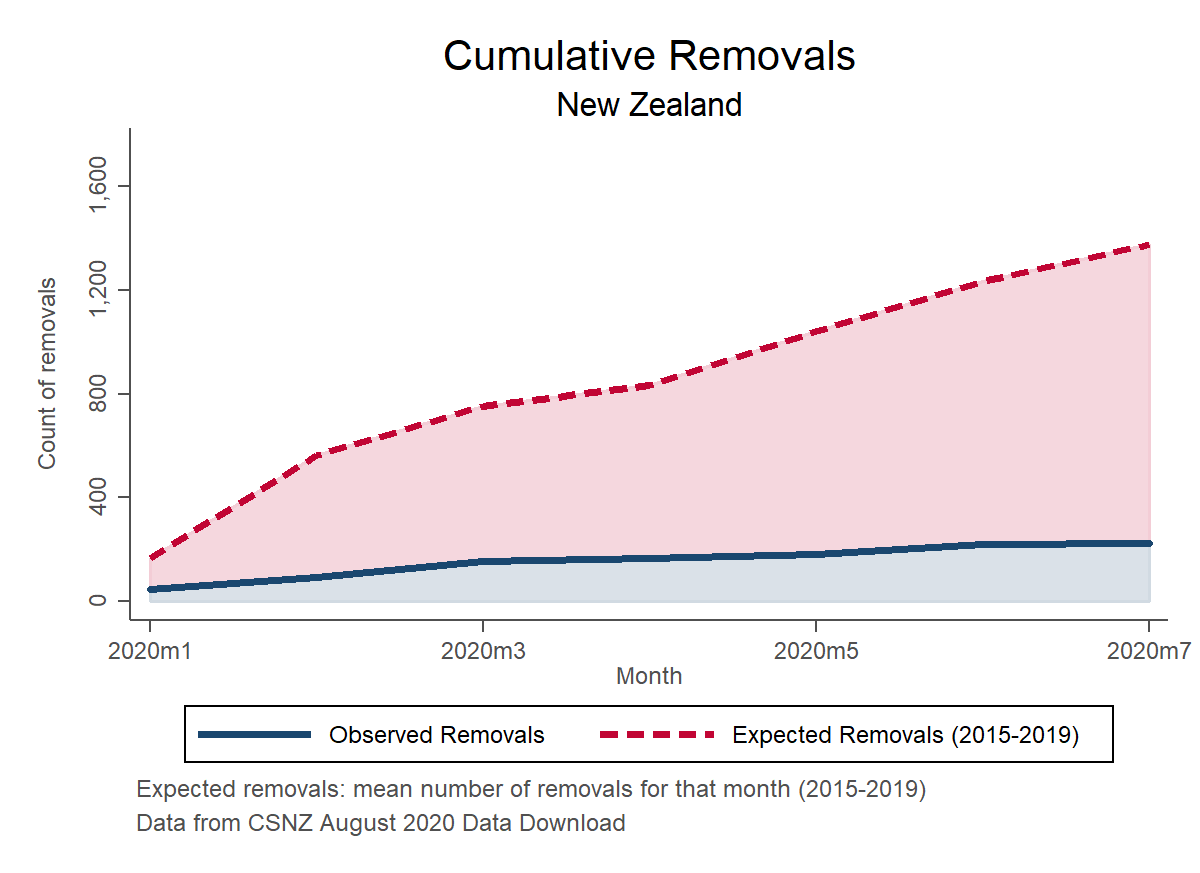 Cumulative Removals
New Zealand
Count of removals
1,600
1,200
800
400
0
2020m1 2020m3 2020m5 2020m7
Month
Observed Removals Expected Removals (2015-2019)
Expected removals: mean number of removals for that month (2015-2019)
Data from CSNZ August 2020 Data Download